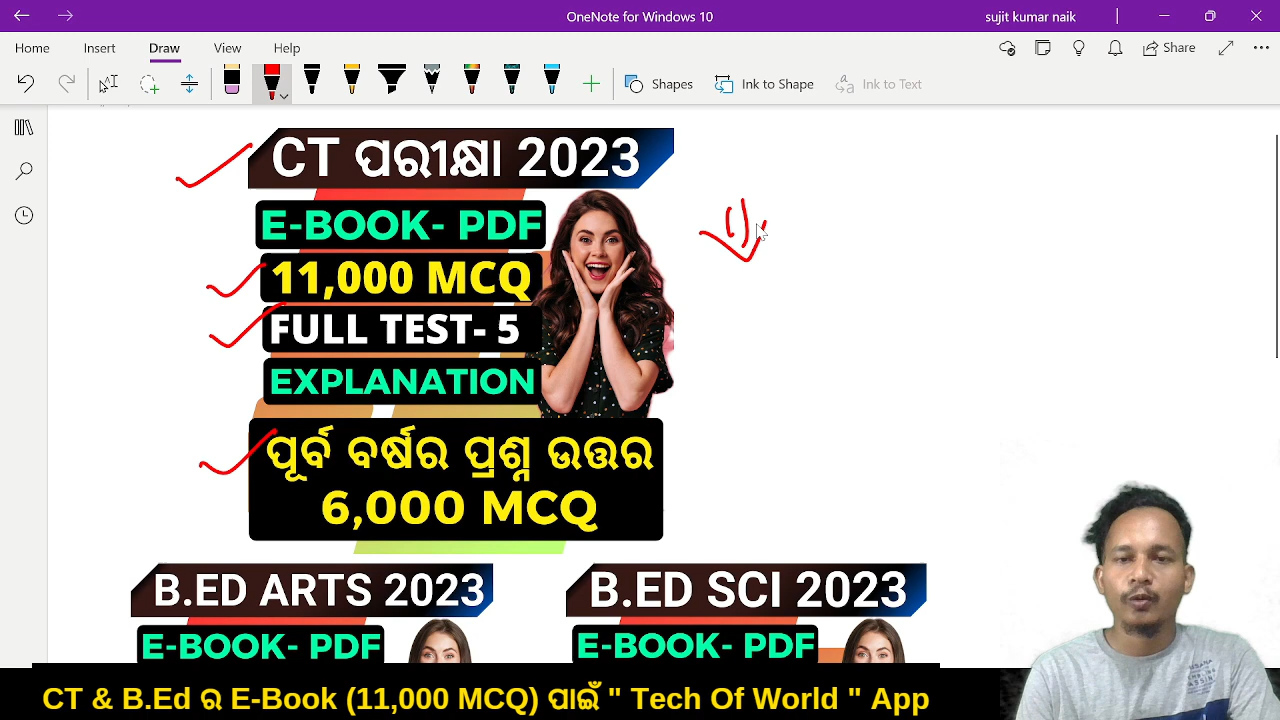 OneNote for Windows 10
sujit kumar naik
Home Insert Draw View Help
Share
Shapes Ink to Shape Ink to Text
CT ପରୀକ୍ଷା 2023
E-BOOK- PDF
11,000 MCQ
FULL TEST- 5
EXPLANATION
ପୂର୍ବ ବର୍ଷର ପ୍ରଶ୍ନ ଉତ୍ତର
6,000 MCQ
B.ED ARTS 2023
E-BOOK- PDF
B.ED SCI 2023
E-BOOK- PDF
CT & B.Ed ର E-Book (11,000 MCQ) ପାଇଁ " Tech Of World " App